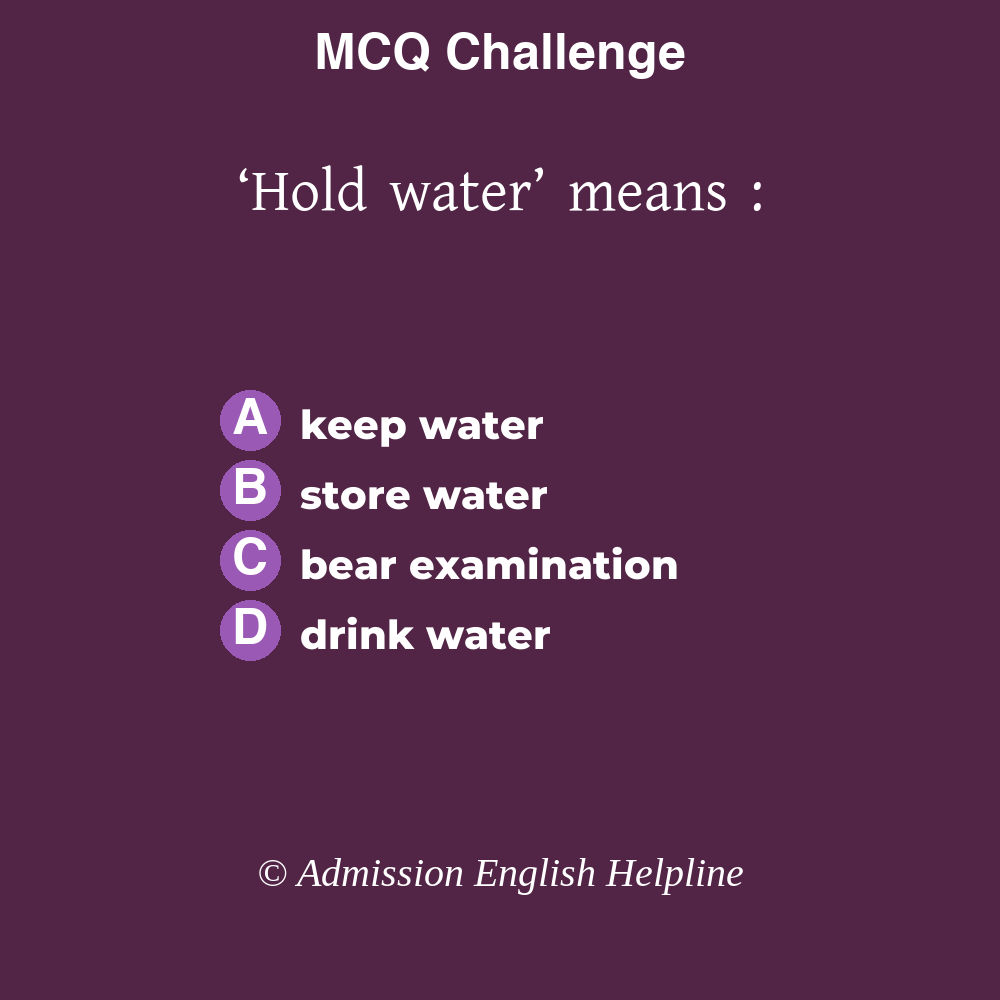 MCQ Challenge
‘Hold water’ means :
A keep water
B store water
C bear examination
D drink water
© Admission English Helpline